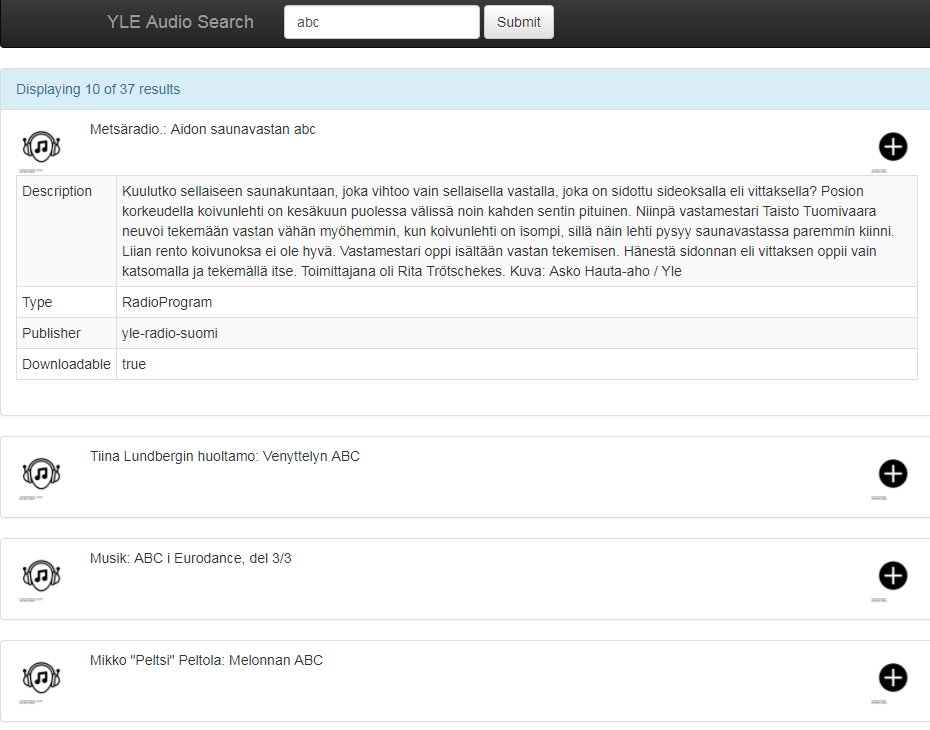 YLE Audio Search abc Submit
Displaying 10 of 37 results
Metsäradio.: Aidon saunavastan abc
Description Kuulutko sellaiseen saunakuntaan, joka vihtoo vain sellaisella vastalla, joka on sidottu sideoksalla eli vittaksella? Posion
korkeudella koivunlehti on kesäkuun puolessa välissä noin kahden sentin pituinen. Niinpä vastamestari Taisto Tuomivaara
neuvoi tekemään vastan vähän myöhemmin, kun koivunlehti on isompi, sillä näin lehti pysyy saunavastassa paremmin kiinni.
Liian rento koivunoksa ei ole hyvä. Vastamestari oppi isältään vastan tekemisen. Hänestä sidonnan eli vittaksen oppii vain
katsomalla ja tekemällä itse. Toimittajana oli Rita Trötschekes. Kuva: Asko Hauta-aho / Yle
Type RadioProgram
Publisher yle-radio-suomi
Downloadable true
Tiina Lundbergin huoltamo: Venyttelyn ABC
Musik: ABC i Eurodance, del 3/3
Mikko "Peltsi" Peltola: Melonnan ABC